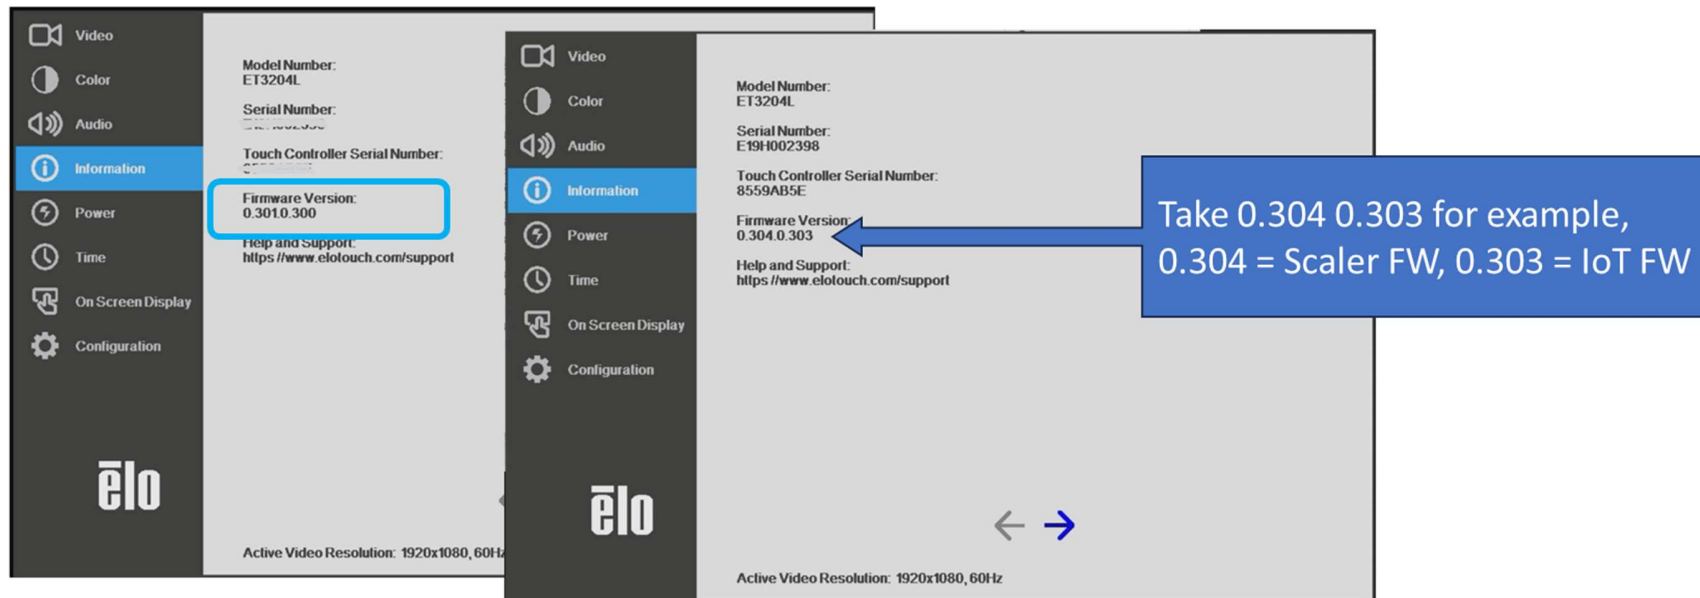 Video
Color
Audio
Information
Power
Time
On Screen Display
Configuration
ēlo
Model Number:
ET3204L
Serial Number:
Touch Controller Serial Number:
Firmware Version:
0.301.0.300
Help and Support:
https://www.elotouch.com/support
Active Video Resolution: 1920x1080, 60Hz
Video
Color
Audio
Information
Power
Time
On Screen Display
Configuration
ēlo
Model Number:
ET3204L
Serial Number:
E19H002398
Touch Controller Serial Number:
8559AB5E
Firmware Version:
0.304.0.303
Help and Support:
https://www.elotouch.com/support
Active Video Resolution: 1920x1080, 60Hz
Take 0.304 0.303 for example,
0.304 = Scaler FW, 0.303 = IoT FW